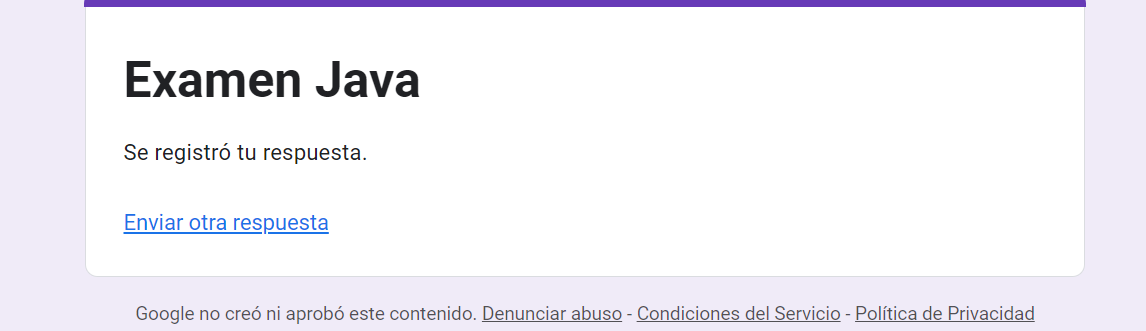 Examen Java
Se registró tu respuesta.
Enviar otra respuesta
Google no creó ni aprobó este contenido. Denunciar abuso - Condiciones del Servicio - Política de Privacidad